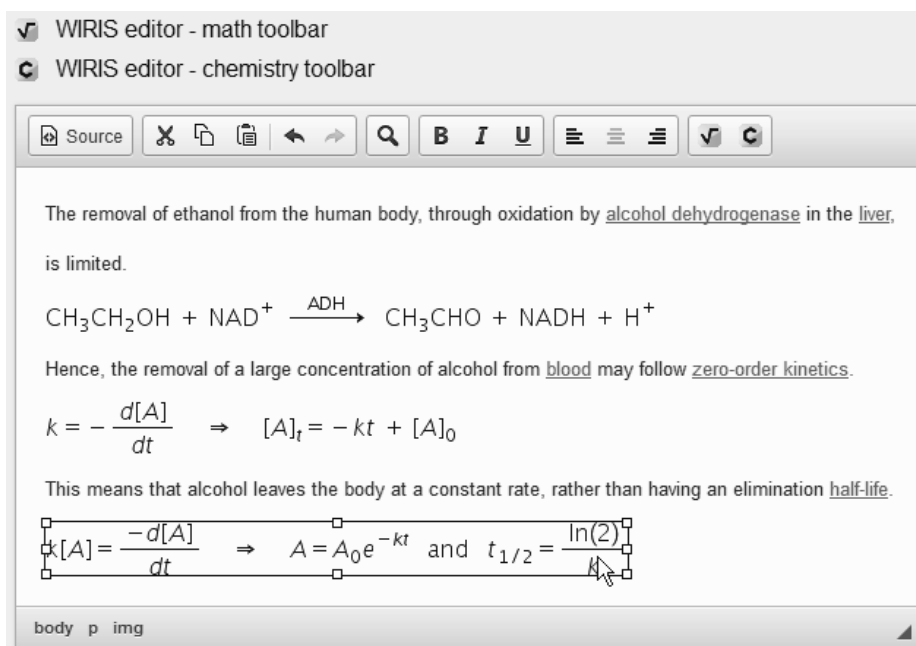 WIRIS editor - math toolbar
WIRIS editor - chemistry toolbar
Source B I U √ C
The removal of ethanol from the human body, through oxidation by alcohol dehydrogenase in the liver,
is limited.
CH₃CH₂OH + NAD⁺ —ADH→ CH₃CHO + NADH + H⁺
Hence, the removal of a large concentration of alcohol from blood may follow zero-order kinetics.
k = − d[A]/dt ⇒ [A]ₜ = − kt + [A]₀
This means that alcohol leaves the body at a constant rate, rather than having an elimination half-life.
k[A] = −d[A]/dt ⇒ A = A₀e^−kt and t₁/₂ = ln(2)/k
body p img